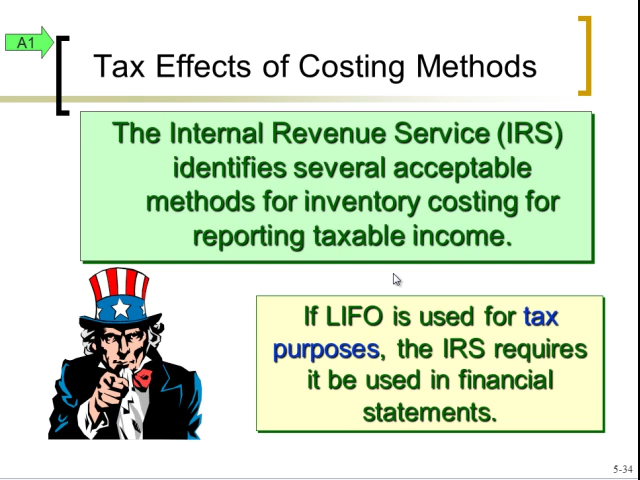 A1
Tax Effects of Costing Methods
The Internal Revenue Service (IRS)
identifies several acceptable
methods for inventory costing for
reporting taxable income.
If LIFO is used for tax
purposes, the IRS requires
it be used in financial
statements.
5-34